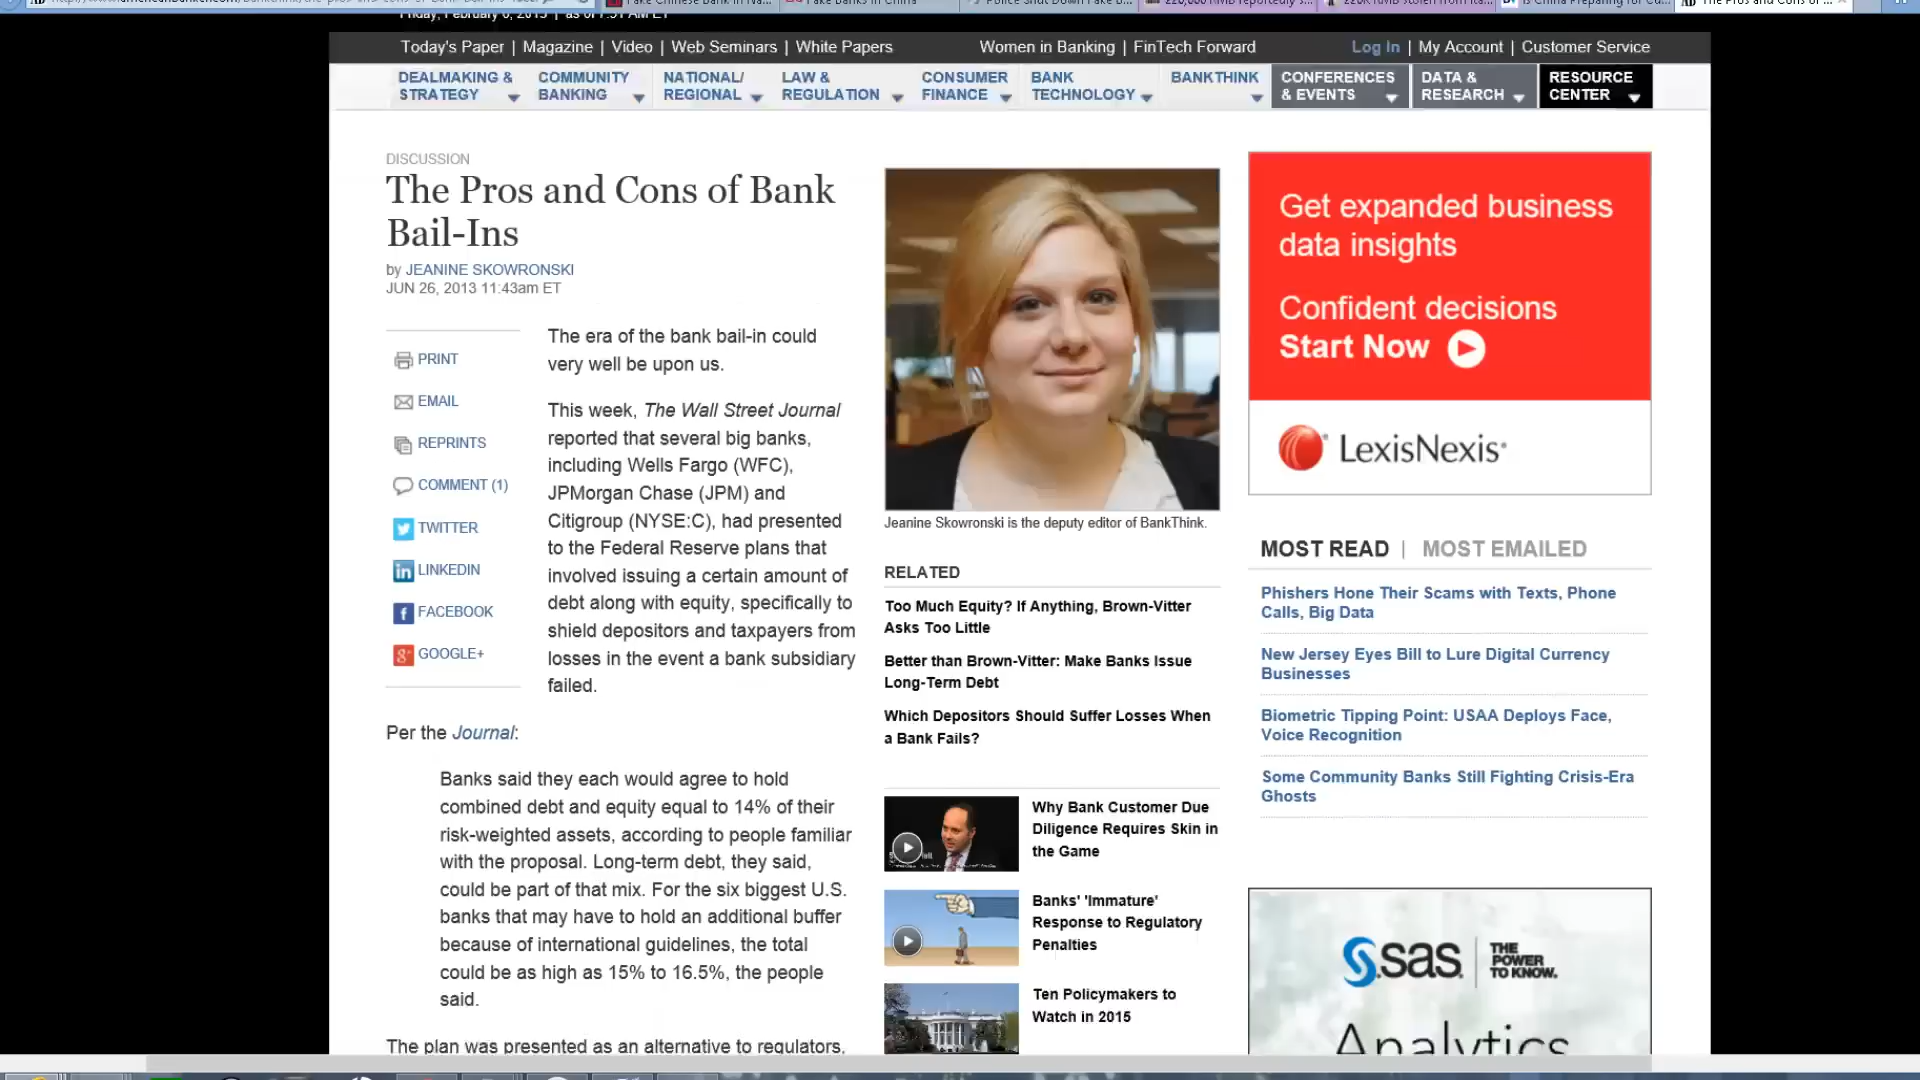 Friday, February 6, 2015 | as of 7:51 AM ET
Today's Paper | Magazine | Video | Web Seminars | White Papers
Women in Banking | FinTech Forward
Log In | My Account | Customer Service
DEALMAKING & STRATEGY
COMMUNITY BANKING
NATIONAL/ REGIONAL
LAW & REGULATION
CONSUMER FINANCE
BANK TECHNOLOGY
BANKTHINK
CONFERENCES & EVENTS
DATA & RESEARCH
RESOURCE CENTER
DISCUSSION
The Pros and Cons of Bank
Bail-Ins
by JEANINE SKOWRONSKI
JUN 26, 2013 11:43am ET
PRINT
EMAIL
REPRINTS
COMMENT (1)
TWITTER
LINKEDIN
FACEBOOK
GOOGLE+
The era of the bank bail-in could
very well be upon us.
This week, The Wall Street Journal
reported that several big banks,
including Wells Fargo (WFC),
JPMorgan Chase (JPM) and
Citigroup (NYSE:C), had presented
to the Federal Reserve plans that
involved issuing a certain amount of
debt along with equity, specifically to
shield depositors and taxpayers from
losses in the event a bank subsidiary
failed.
Per the Journal:
Banks said they each would agree to hold
combined debt and equity equal to 14% of their
risk-weighted assets, according to people familiar
with the proposal. Long-term debt, they said,
could be part of that mix. For the six biggest U.S.
banks that may have to hold an additional buffer
because of international guidelines, the total
could be as high as 15% to 16.5%, the people
said.
The plan was presented as an alternative to regulators,
Jeanine Skowronski is the deputy editor of BankThink.
RELATED
Too Much Equity? If Anything, Brown-Vitter
Asks Too Little
Better than Brown-Vitter: Make Banks Issue
Long-Term Debt
Which Depositors Should Suffer Losses When
a Bank Fails?
Why Bank Customer Due
Diligence Requires Skin in
the Game
Banks' 'Immature'
Response to Regulatory
Penalties
Ten Policymakers to
Watch in 2015
Get expanded business
data insights
Confident decisions
Start Now
LexisNexis
MOST READ | MOST EMAILED
Phishers Hone Their Scams with Texts, Phone
Calls, Big Data
New Jersey Eyes Bill to Lure Digital Currency
Businesses
Biometric Tipping Point: USAA Deploys Face,
Voice Recognition
Some Community Banks Still Fighting Crisis-Era
Ghosts
sas
THE
POWER
TO KNOW.
Analytics